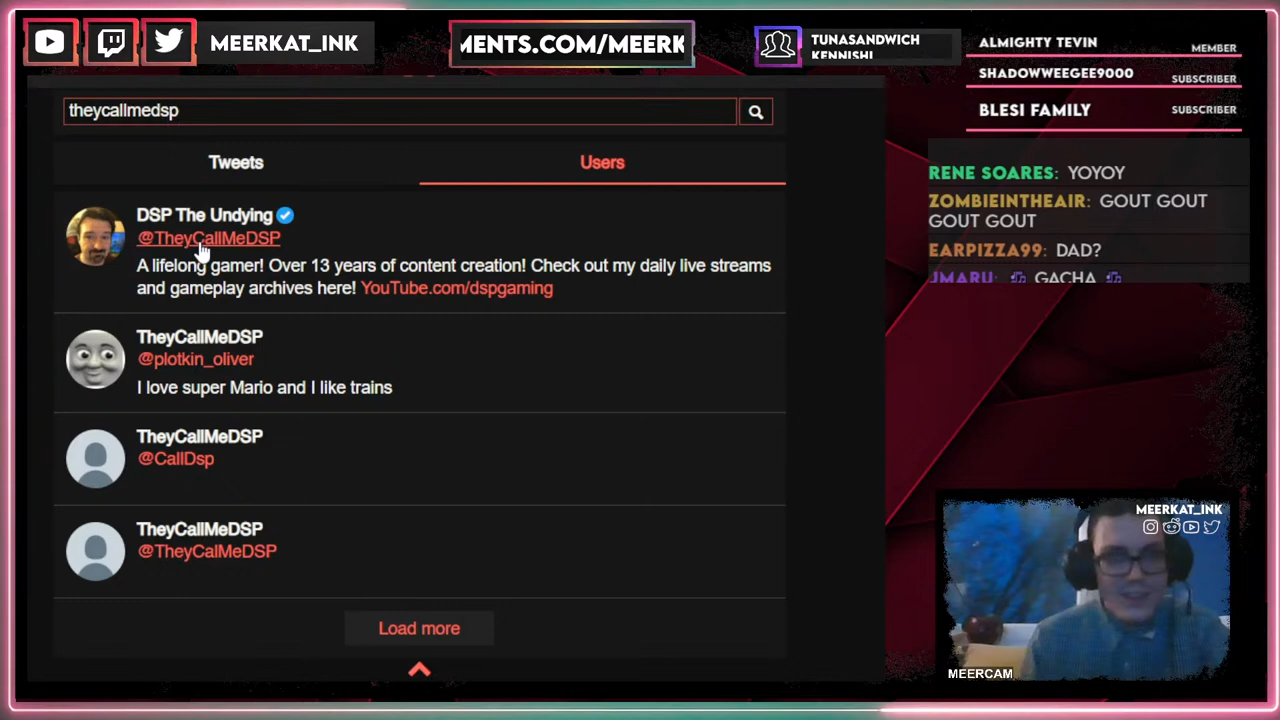 MEERKAT_INK
MENTS.COM/MEERK
TUNASANDWICH
KENNISHI
ALMIGHTY TEVIN MEMBER
SHADOWWEEGEE9000 SUBSCRIBER
BLESI FAMILY SUBSCRIBER
theycallmedsp
Tweets Users
DSP The Undying
@TheyCallMeDSP
A lifelong gamer! Over 13 years of content creation! Check out my daily live streams
and gameplay archives here! YouTube.com/dspgaming
TheyCallMeDSP
@plotkin_oliver
I love super Mario and I like trains
TheyCallMeDSP
@CallDsp
TheyCallMeDSP
@TheyCalMeDSP
Load more
RENE SOARES: YOYOY
ZOMBIEINTHEAIR: GOUT GOUT
GOUT GOUT
EARPIZZA99: DAD?
JMARU: GACHA
MEERKAT_INK
MEERCAM